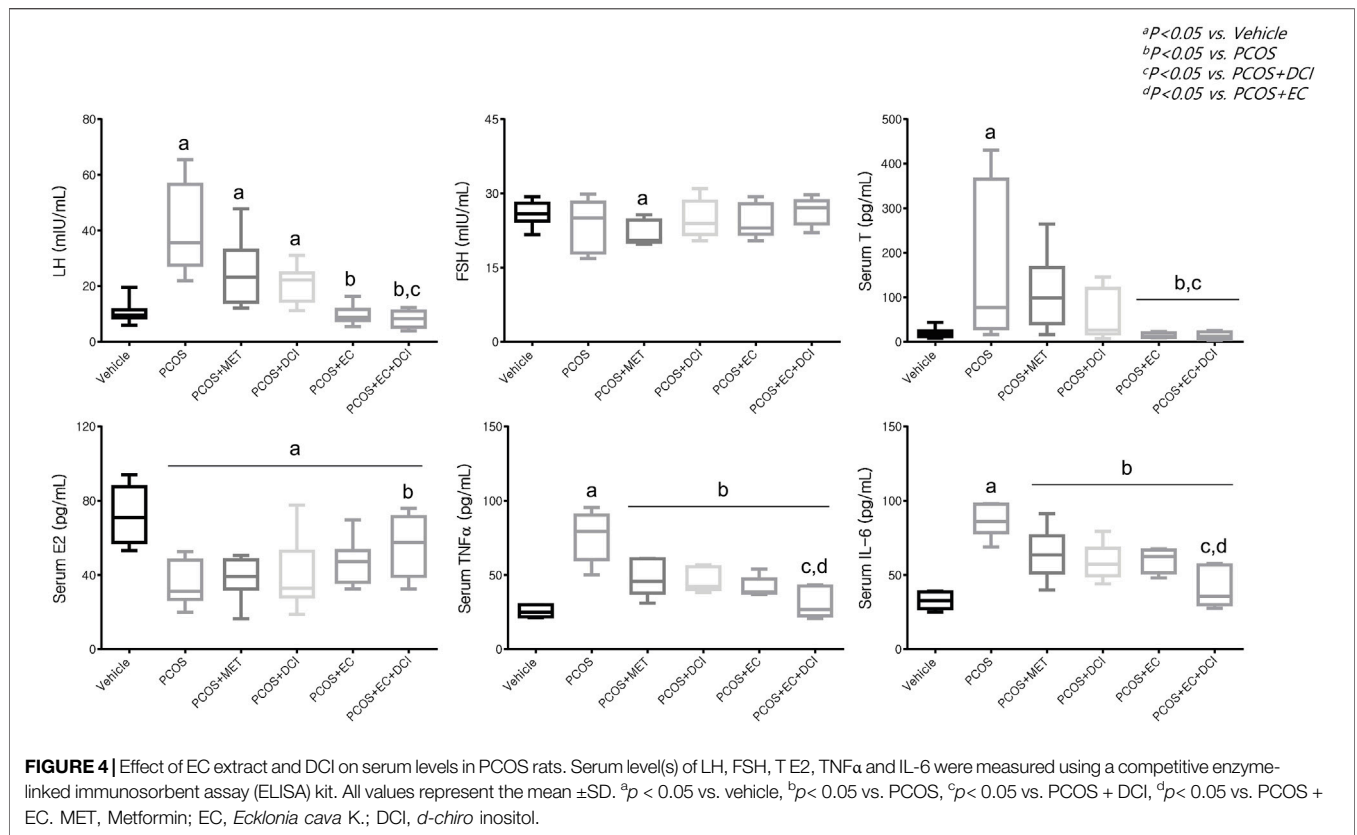 ᵃP<0.05 vs. Vehicle
ᵇP<0.05 vs. PCOS
ᶜP<0.05 vs. PCOS+DCI
ᵈP<0.05 vs. PCOS+EC
LH (mIU/mL)
80
60
40
20
0
a
a
a
b
b,c
Vehicle
PCOS
PCOS+MET
PCOS+DCI
PCOS+EC
PCOS+EC+DCI
FSH (mIU/mL)
45
30
15
0
a
Vehicle
PCOS
PCOS+MET
PCOS+DCI
PCOS+EC
PCOS+EC+DCI
Serum T (pg/mL)
500
400
300
200
100
0
a
b,c
Vehicle
PCOS
PCOS+MET
PCOS+DCI
PCOS+EC
PCOS+EC+DCI
Serum E2 (pg/mL)
120
80
40
0
a
b
Vehicle
PCOS
PCOS+MET
PCOS+DCI
PCOS+EC
PCOS+EC+DCI
Serum TNFα (pg/mL)
150
100
50
0
a
b
c,d
Vehicle
PCOS
PCOS+MET
PCOS+DCI
PCOS+EC
PCOS+EC+DCI
Serum IL-6 (pg/mL)
150
100
50
0
a
b
c,d
Vehicle
PCOS
PCOS+MET
PCOS+DCI
PCOS+EC
PCOS+EC+DCI
FIGURE 4 | Effect of EC extract and DCI on serum levels in PCOS rats. Serum level(s) of LH, FSH, T E2, TNFα and IL-6 were measured using a competitive enzyme-
linked immunosorbent assay (ELISA) kit. All values represent the mean ±SD. ᵃp < 0.05 vs. vehicle, ᵇp< 0.05 vs. PCOS, ᶜp< 0.05 vs. PCOS + DCI, ᵈp< 0.05 vs. PCOS +
EC. MET, Metformin; EC, Ecklonia cava K.; DCI, d-chiro inositol.